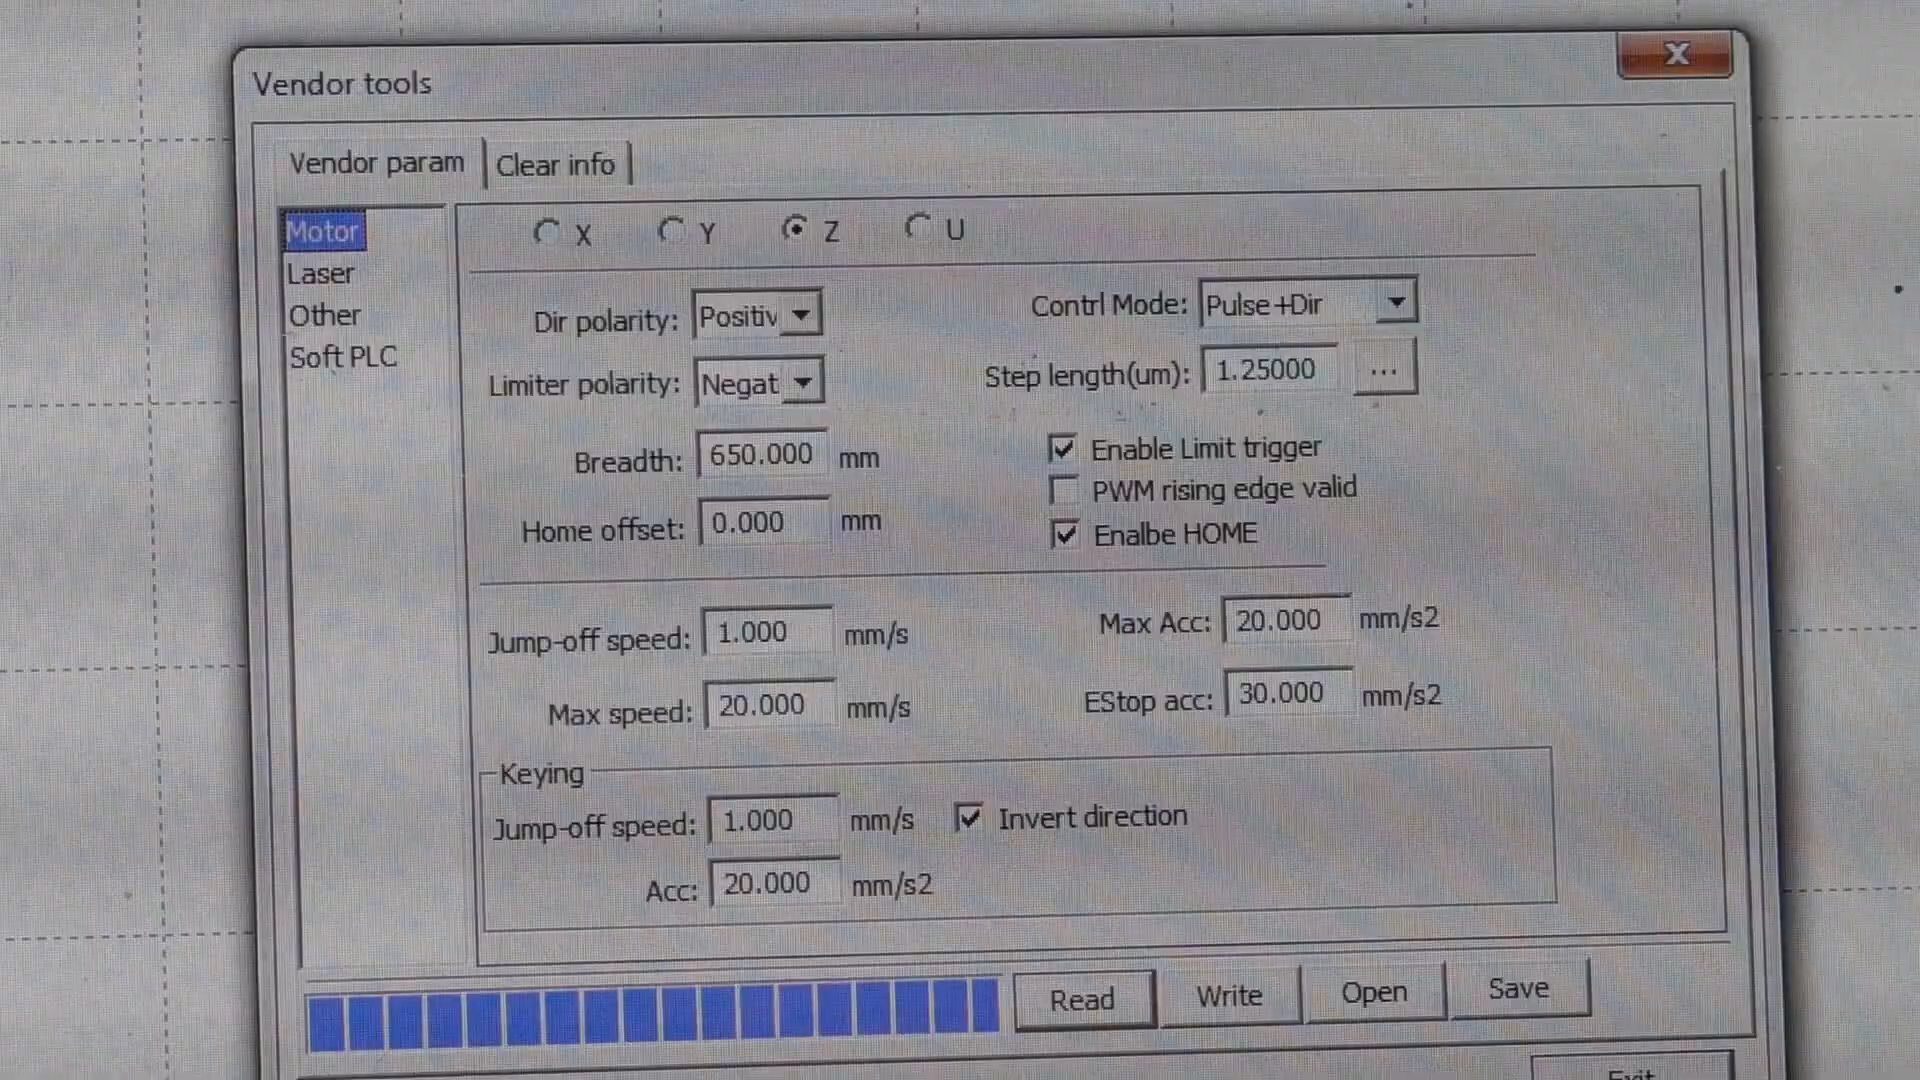 Vendor tools
X
Vendor param
Clear info
Motor
Laser
Other
Soft PLC
X Y Z U
Dir polarity: Positiv
Contrl Mode: Pulse+Dir
Limiter polarity: Negat
Step length(um): 1.25000 ...
Breadth: 650.000 mm
Enable Limit trigger
PWM rising edge valid
Home offset: 0.000 mm
Enalbe HOME
Jump-off speed: 1.000 mm/s
Max Acc: 20.000 mm/s2
Max speed: 20.000 mm/s
EStop acc: 30.000 mm/s2
Keying
Jump-off speed: 1.000 mm/s
Invert direction
Acc: 20.000 mm/s2
Read Write Open Save
Exit